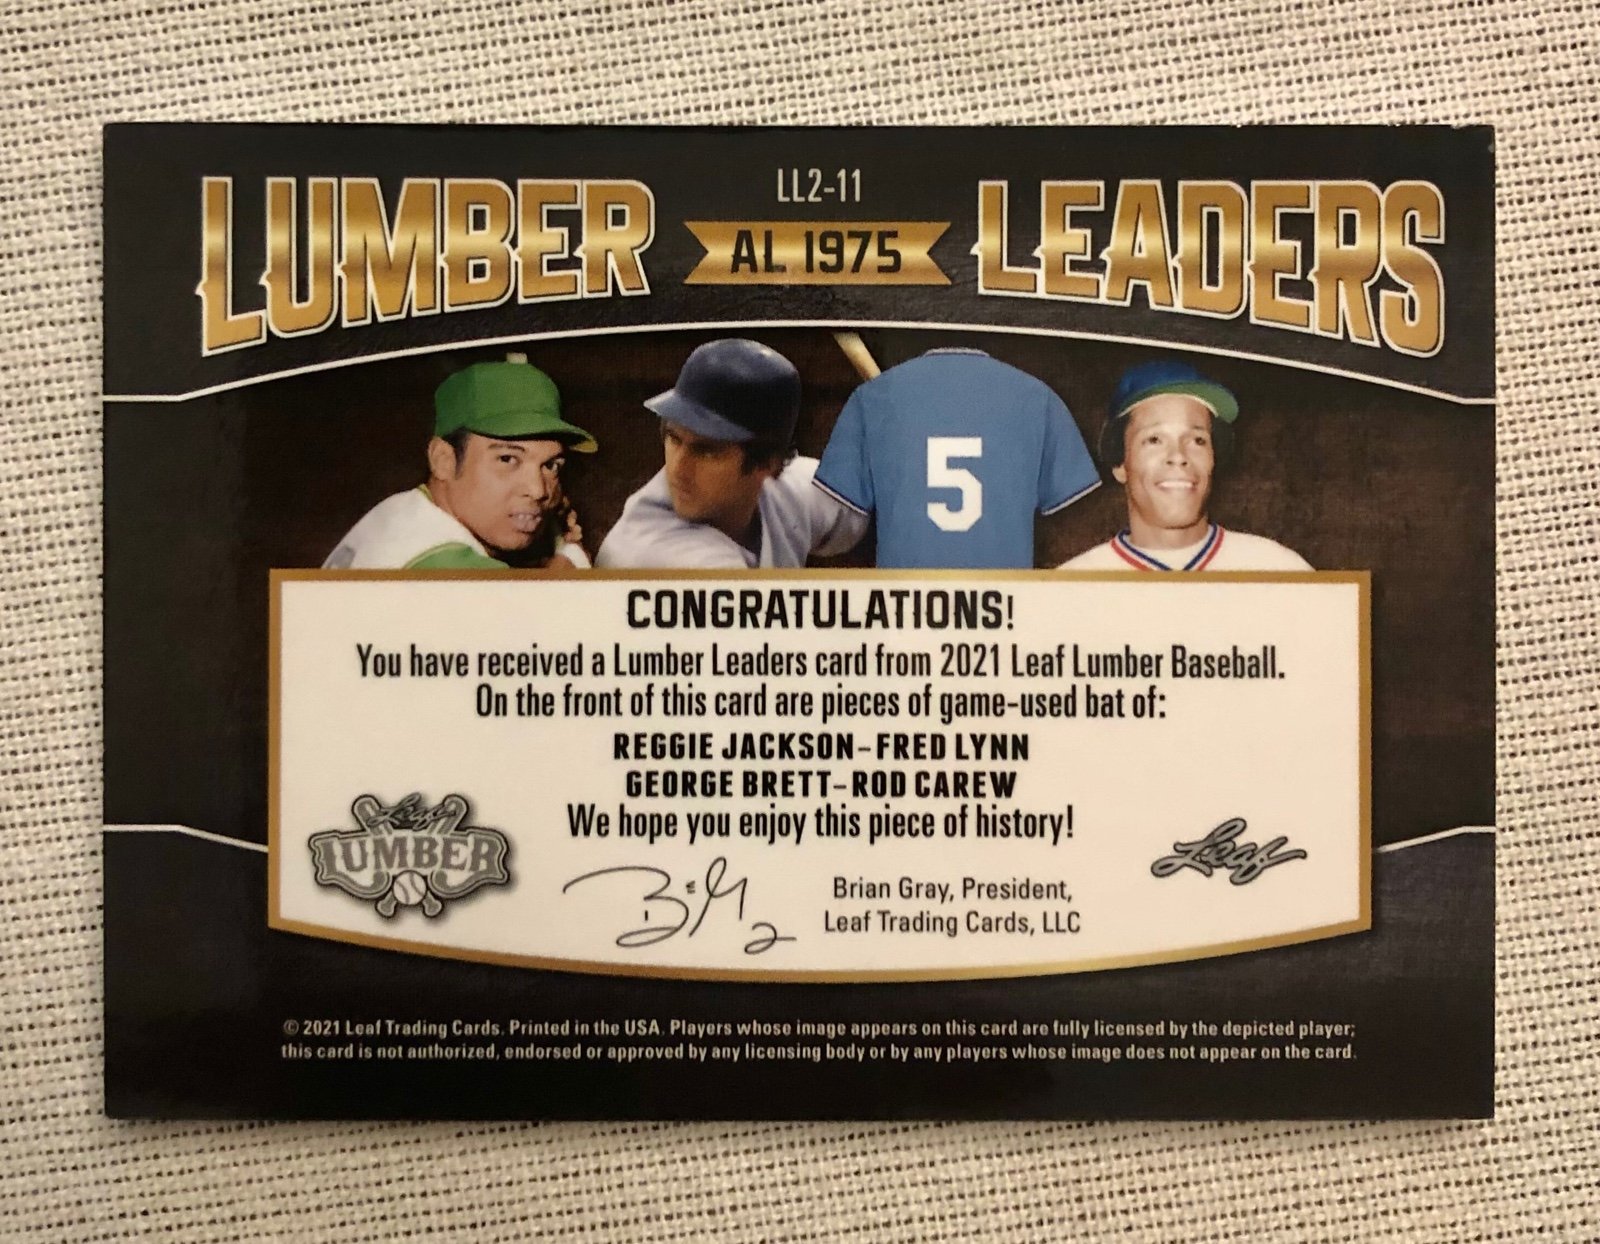 LL2-11
LUMBER AL 1975 LEADERS
5
CONGRATULATIONS!
You have received a Lumber Leaders card from 2021 Leaf Lumber Baseball.
On the front of this card are pieces of game-used bat of:
REGGIE JACKSON-FRED LYNN
GEORGE BRETT-ROD CAREW
We hope you enjoy this piece of history!
Leaf
LUMBER
Brian Gray, President,
Leaf Trading Cards, LLC
Leaf
© 2021 Leaf Trading Cards. Printed in the USA. Players whose image appears on this card are fully licensed by the depicted player;
this card is not authorized, endorsed or approved by any licensing body or by any players whose image does not appear on the card.